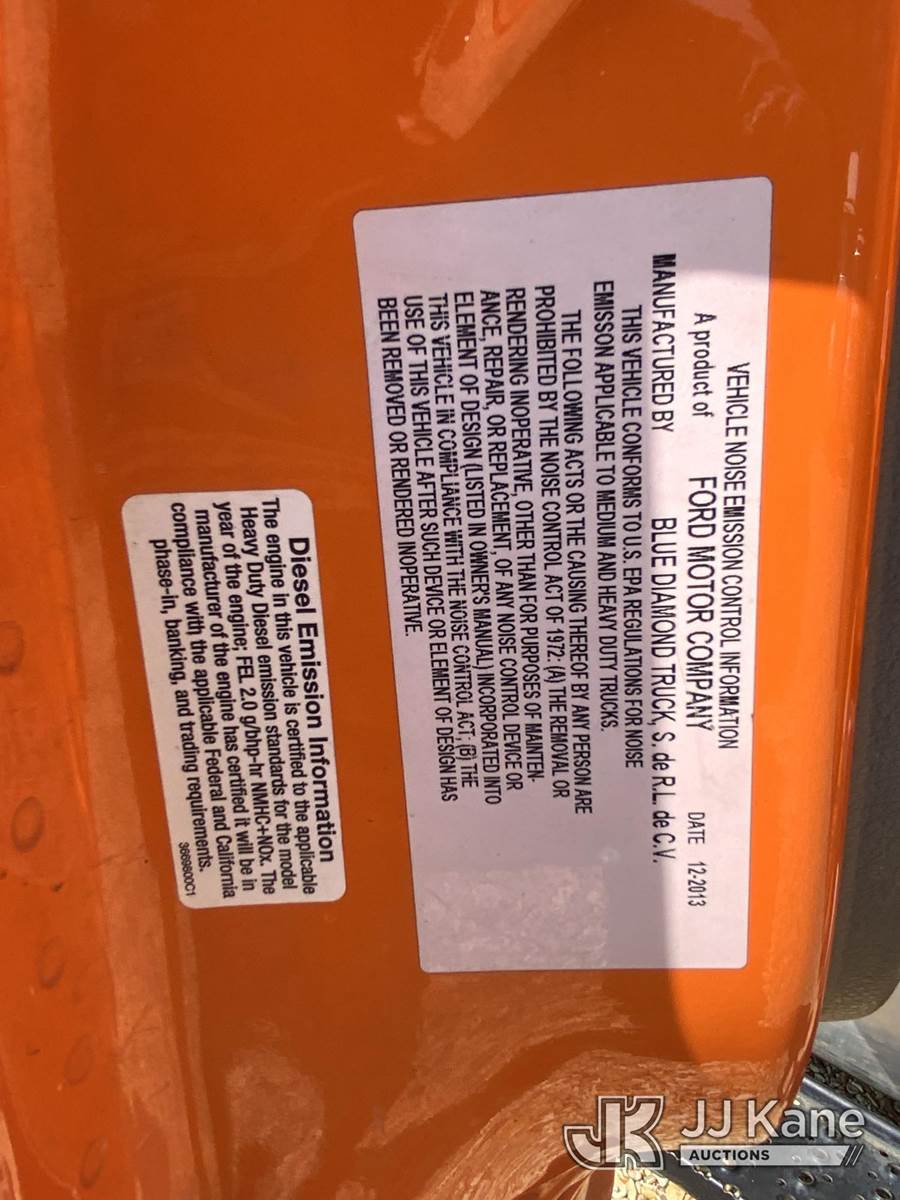 VEHICLE NOISE EMISSION CONTROL INFORMATION
A product of FORD MOTOR COMPANY DATE 12-2013
MANUFACTURED BY BLUE DIAMOND TRUCK, S. de R.L. de C.V.
THIS VEHICLE CONFORMS TO U.S. EPA REGULATIONS FOR NOISE
EMISSON APPLICABLE TO MEDIUM AND HEAVY DUTY TRUCKS.
THE FOLLOWING ACTS OR THE CAUSING THEREOF BY ANY PERSON ARE
PROHIBITED BY THE NOISE CONTROL ACT OF 1972: (A) THE REMOVAL OR
RENDERING INOPERATIVE, OTHER THAN FOR PURPOSES OF MAINTEN-
ANCE, REPAIR, OR REPLACEMENT, OF ANY NOISE CONTROL DEVICE OR
ELEMENT OF DESIGN (LISTED IN OWNER'S MANUAL) INCORPORATED INTO
THIS VEHICLE IN COMPLIANCE WITH THE NOISE CONTROL ACT; (B) THE
USE OF THIS VEHICLE AFTER SUCH DEVICE OR ELEMENT OF DESIGN HAS
BEEN REMOVED OR RENDERED INOPERATIVE.
Diesel Emission Information
The engine in this vehicle is certified to the applicable
Heavy Duty Diesel emission standards for the model
year of the engine; FEL 2.0 g/bhp-hr NMHC+NOx. The
manufacturer of the engine has certified it will be in
compliance with the applicable Federal and California
phase-in, banking, and trading requirements.
3669800C1
JK JJ Kane
AUCTIONS